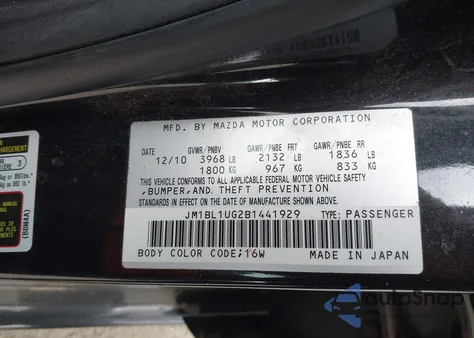 MFD. BY MAZDA MOTOR CORPORATION
GVWR/PNBV GAWR/PNBE FRT GAWR/PNBE RR
12/10 3968 LB 2132 LB 1836 LB
1800 KG 967 KG 833 KG
THIS VEHICLE CONFORMS TO ALL APPLICABLE FEDERAL MOTOR VEHICLE SAFETY
,BUMPER,AND. THEFT PREVENTION
STANDARDS IN EFFECT ON THE DATE OF MANUFACTURE SHOWN ABOVE.
JM1BL1UG2B1441929 TYPE: PASSENGER
BODY COLOR CODE;16W MADE IN JAPAN
(BBM4A)
3
AutoSnap